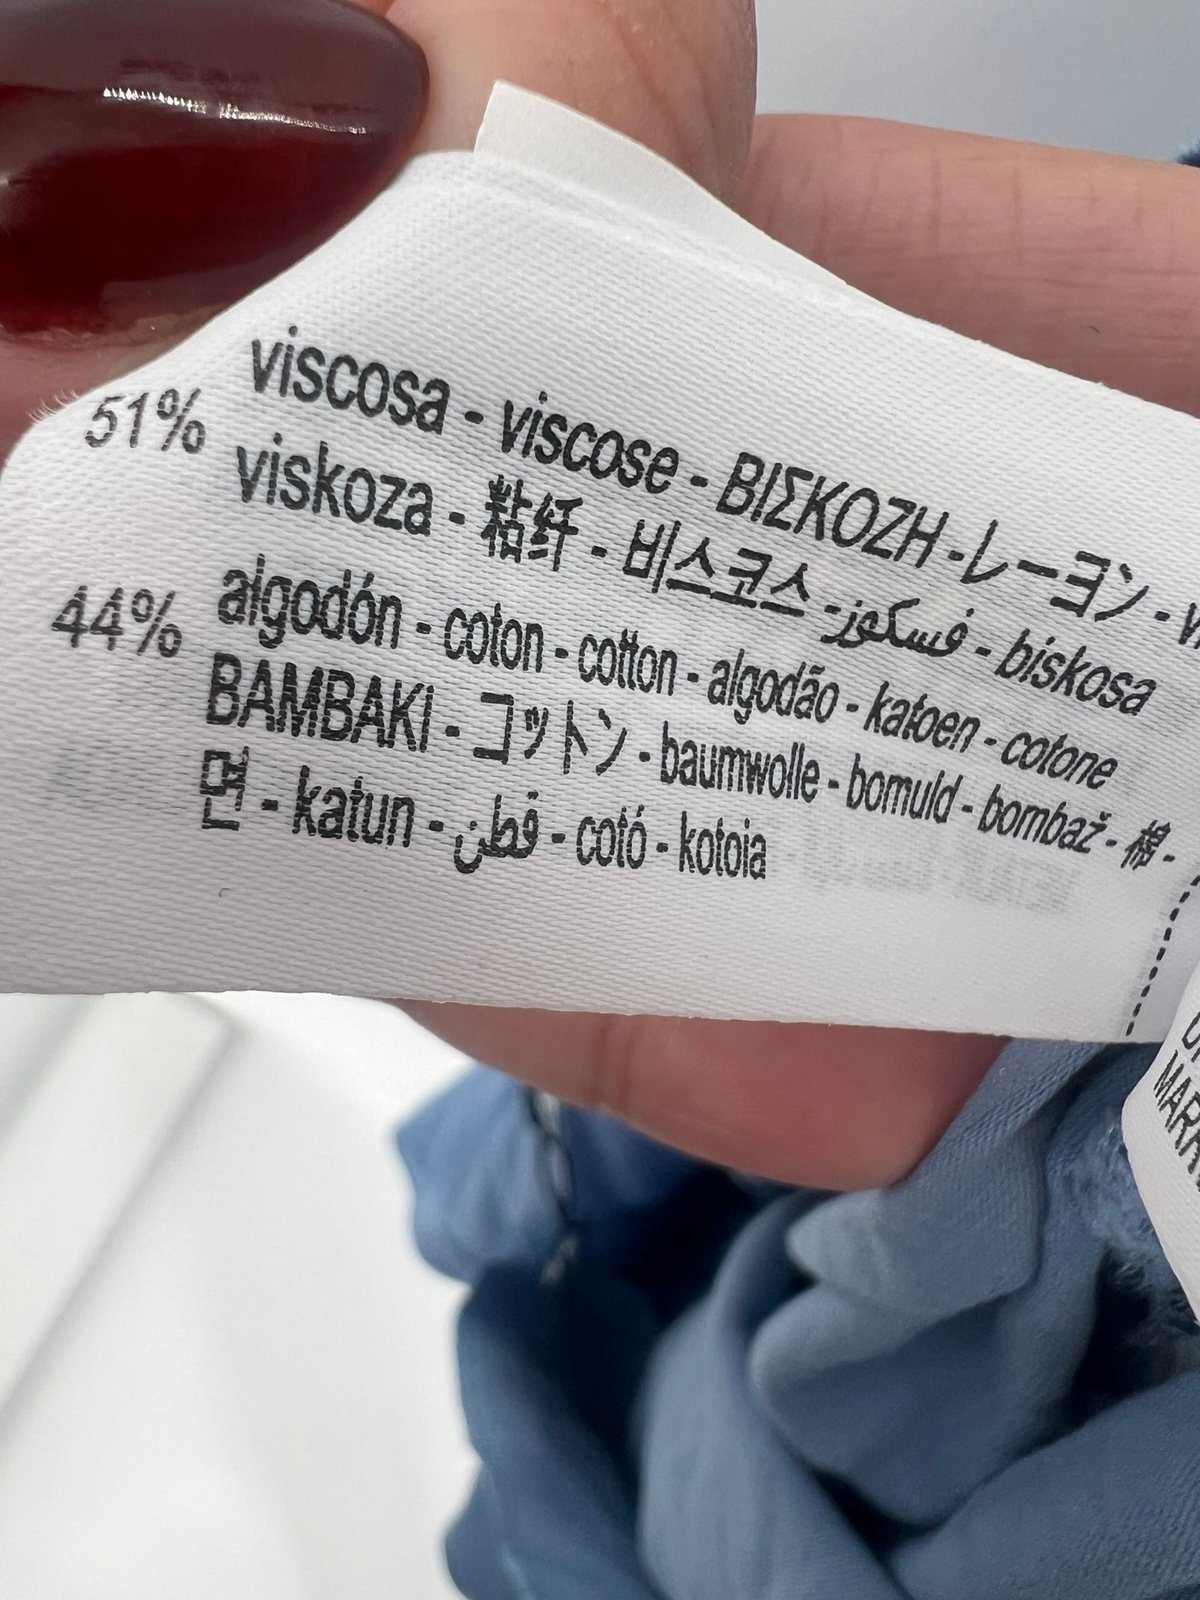 51% viscosa - viscose - ΒΙΣΚΟΖΗ - レーヨン -
viskoza - 粘纤 - 비스코스 - فسكوز - biskosa
44% algodón - coton - cotton - algodão - katoen - cotone
BAMBAKI - コットン - baumwolle - bomuld - bombaž - 棉 -
면 - katun - قطن - cotó - kotoia